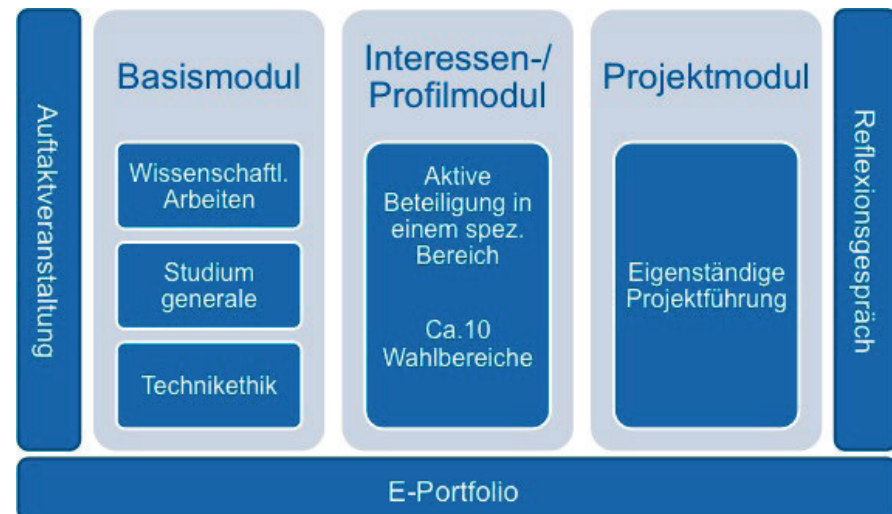 Auftaktveranstaltung
Basismodul
Wissenschaftl.
Arbeiten
Studium
generale
Technikethik
Interessen-/
Profilmodul
Aktive
Beteiligung in
einem spez.
Bereich
Ca.10
Wahlbereiche
Projektmodul
Eigenständige
Projektführung
Reflexionsgespräch
E-Portfolio